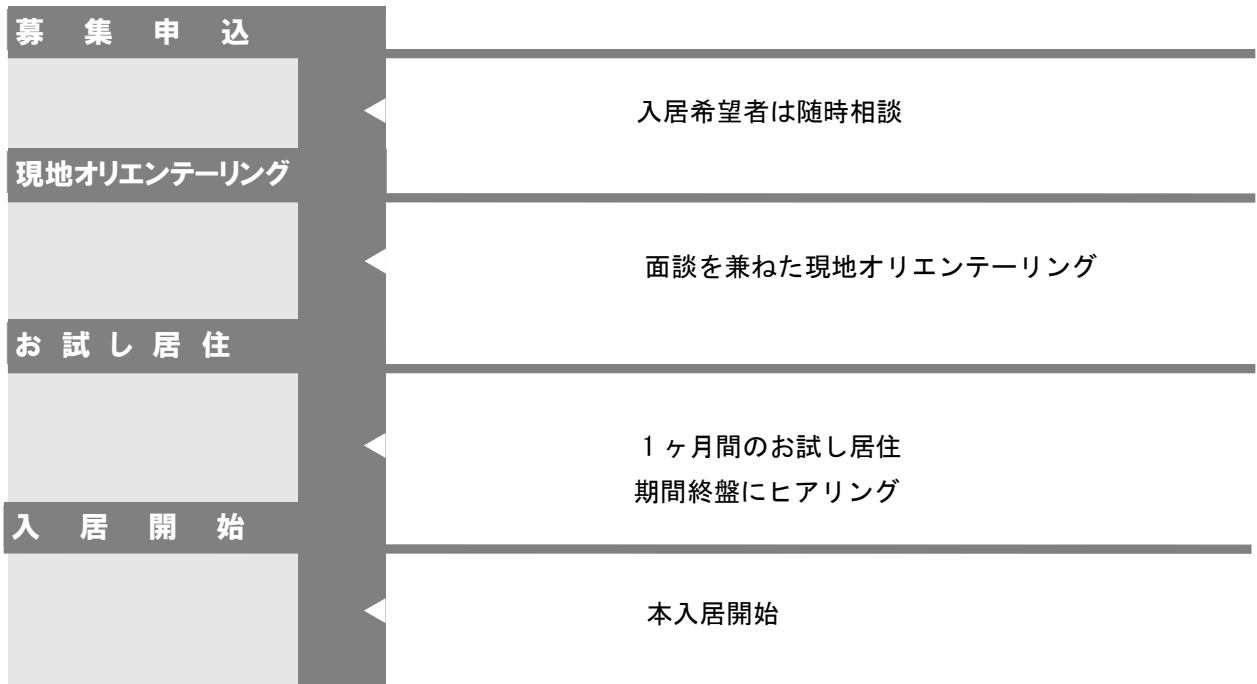 募集申込
入居希望者は随時相談
現地オリエンテーリング
面談を兼ねた現地オリエンテーリング
お試し居住
1ヶ月間のお試し居住
期間終盤にヒアリング
入居開始
本入居開始